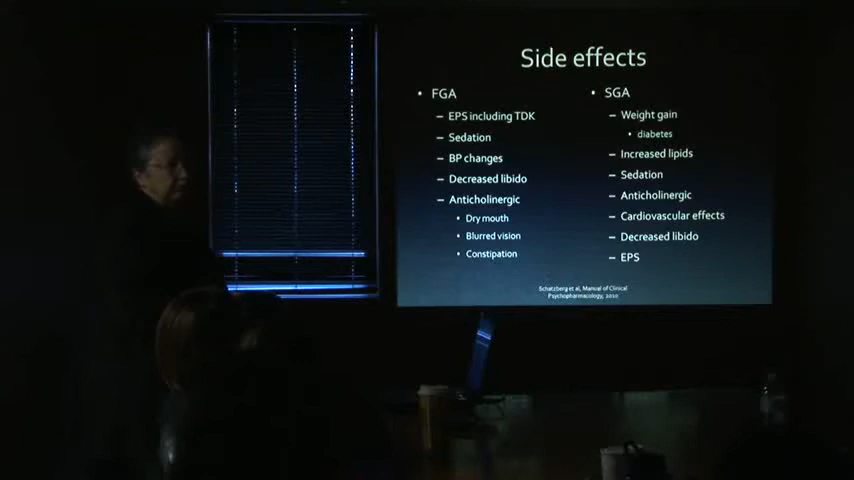 Side effects
• FGA
– EPS including TDK
– Sedation
– BP changes
– Decreased libido
– Anticholinergic
• Dry mouth
• Blurred vision
• Constipation
• SGA
– Weight gain
• diabetes
– Increased lipids
– Sedation
– Anticholinergic
– Cardiovascular effects
– Decreased libido
– EPS
Schatzberg et al, Manual of Clinical
Psychopharmacology, 2010